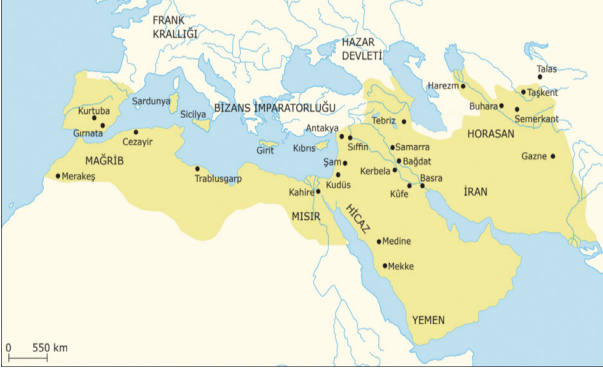 FRANK
KRALLIĞI
HAZAR
DEVLETİ
Talas
Harezm
Taşkent
Sardunya
Buhara
Semerkant
Kurtuba
Sicilya
BİZANS İMPARATORLUĞU
Tebriz
HORASAN
Gırnata
Antakya
Sıffin
Cezayir
Girit
Kıbrıs
Samarra
Gazne
MAĞRİB
Şam
Bağdat
Kerbela
Merakeş
Trablusgarp
Kudüs
Basra
İRAN
Kahire
Kûfe
MISIR
HİCAZ
Medine
Mekke
YEMEN
0 550 km